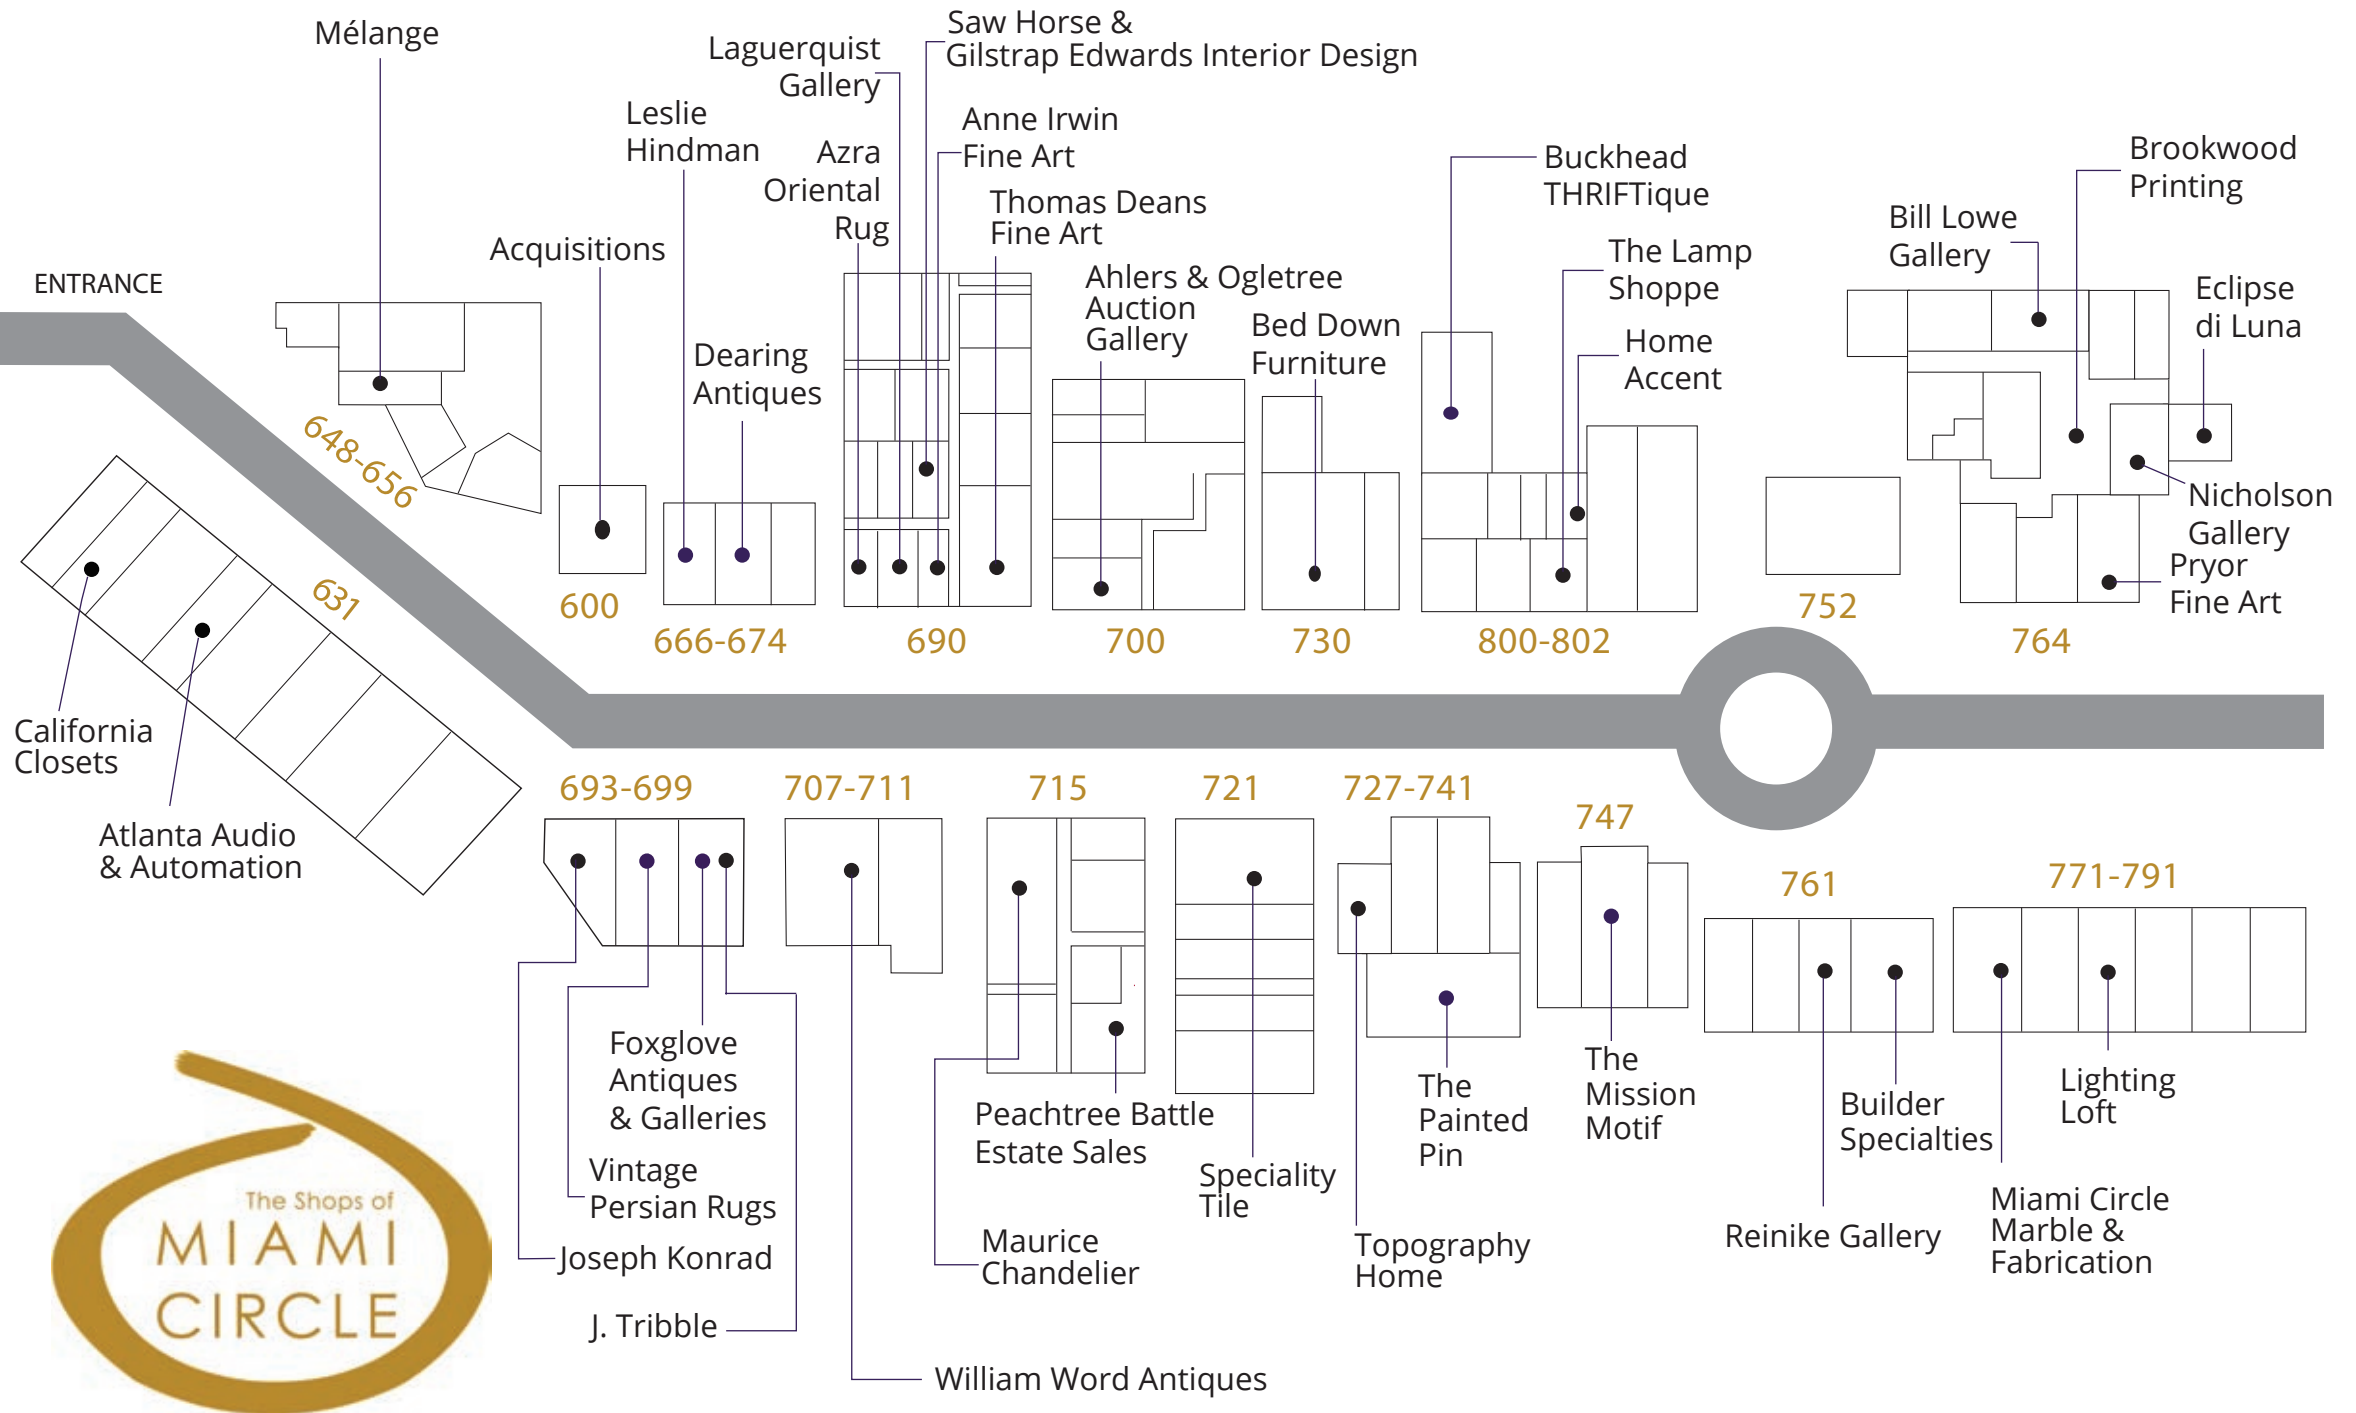 Mélange
Laguerquist
Gallery
Saw Horse &
Gilstrap Edwards Interior Design
Leslie
Hindman
Azra
Oriental
Rug
Anne Irwin
Fine Art
Thomas Deans
Fine Art
Acquisitions
Dearing
Antiques
Ahlers & Ogletree
Auction
Gallery
Bed Down
Furniture
Buckhead
THRIFTique
The Lamp
Shoppe
Home
Accent
Brookwood
Printing
Bill Lowe
Gallery
Eclipse
di Luna
Nicholson
Gallery
Pryor
Fine Art
ENTRANCE
648-656
631
600
666-674
690
700
730
800-802
752
764
California
Closets
Atlanta Audio
& Automation
693-699
707-711
715
721
727-741
747
761
771-791
Foxglove
Antiques
& Galleries
Vintage
Persian Rugs
Joseph Konrad
J. Tribble
William Word Antiques
Peachtree Battle
Estate Sales
Maurice
Chandelier
Speciality
Tile
Topography
Home
The
Painted
Pin
The
Mission
Motif
Reinike Gallery
Builder
Specialties
Lighting
Loft
Miami Circle
Marble &
Fabrication
The Shops of
MIAMI
CIRCLE